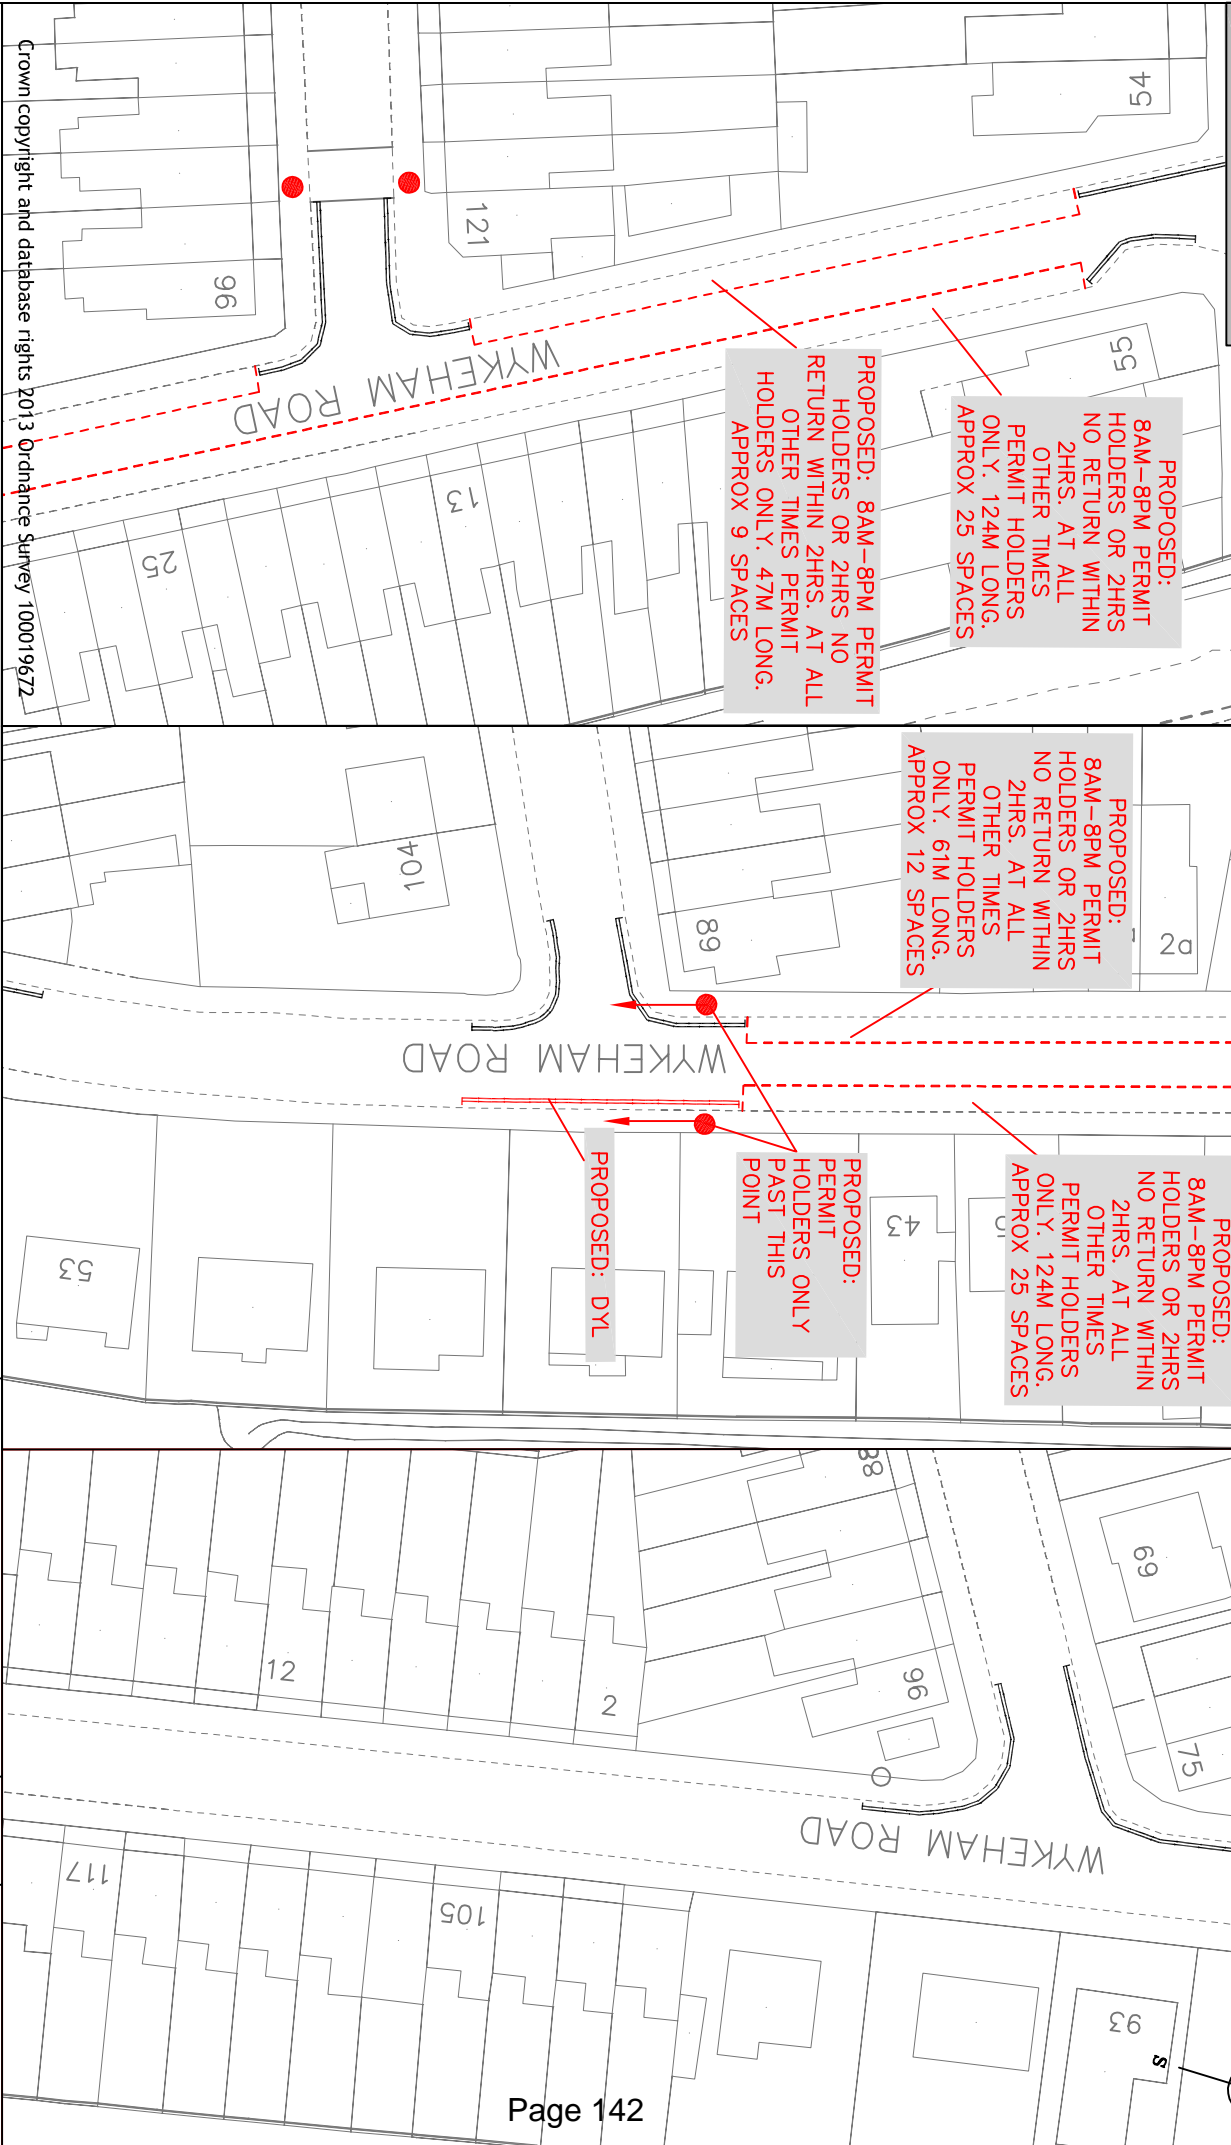 Crown copyright and database rights 2013 Ordnance Survey 100019672
54
121
96
55
WYKEHAM ROAD
13
25
PROPOSED:
8AM-8PM PERMIT
HOLDERS OR 2HRS
NO RETURN WITHIN
2HRS. AT ALL
OTHER TIMES
PERMIT HOLDERS
ONLY. 124M LONG.
APPROX 25 SPACES
PROPOSED: 8AM-8PM PERMIT
HOLDERS OR 2HRS NO
RETURN WITHIN 2HRS. AT ALL
OTHER TIMES PERMIT
HOLDERS ONLY. 47M LONG.
APPROX 9 SPACES
PROPOSED:
8AM-8PM PERMIT
HOLDERS OR 2HRS
NO RETURN WITHIN
2HRS. AT ALL
OTHER TIMES
PERMIT HOLDERS
ONLY. 61M LONG.
APPROX 12 SPACES
2a
104
89
WYKEHAM ROAD
PROPOSED:
8AM-8PM PERMIT
HOLDERS OR 2HRS
NO RETURN WITHIN
2HRS. AT ALL
OTHER TIMES
PERMIT HOLDERS
ONLY. 124M LONG.
APPROX 25 SPACES
PROPOSED:
PERMIT
HOLDERS ONLY
PAST THIS
POINT
PROPOSED: DYL
43
53
88
69
12
2
96
75
WYKEHAM ROAD
117
105
93
S
Page 142